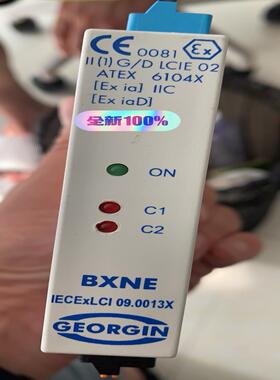 CE 0081 Ex
II (1) G/D LCIE 02
ATEX 6104X
[Ex ia] IIC
[Ex iaD]
全新100%
ON
C1
C2
BXNE
IECExLCI 09.0013X
GEORGIN